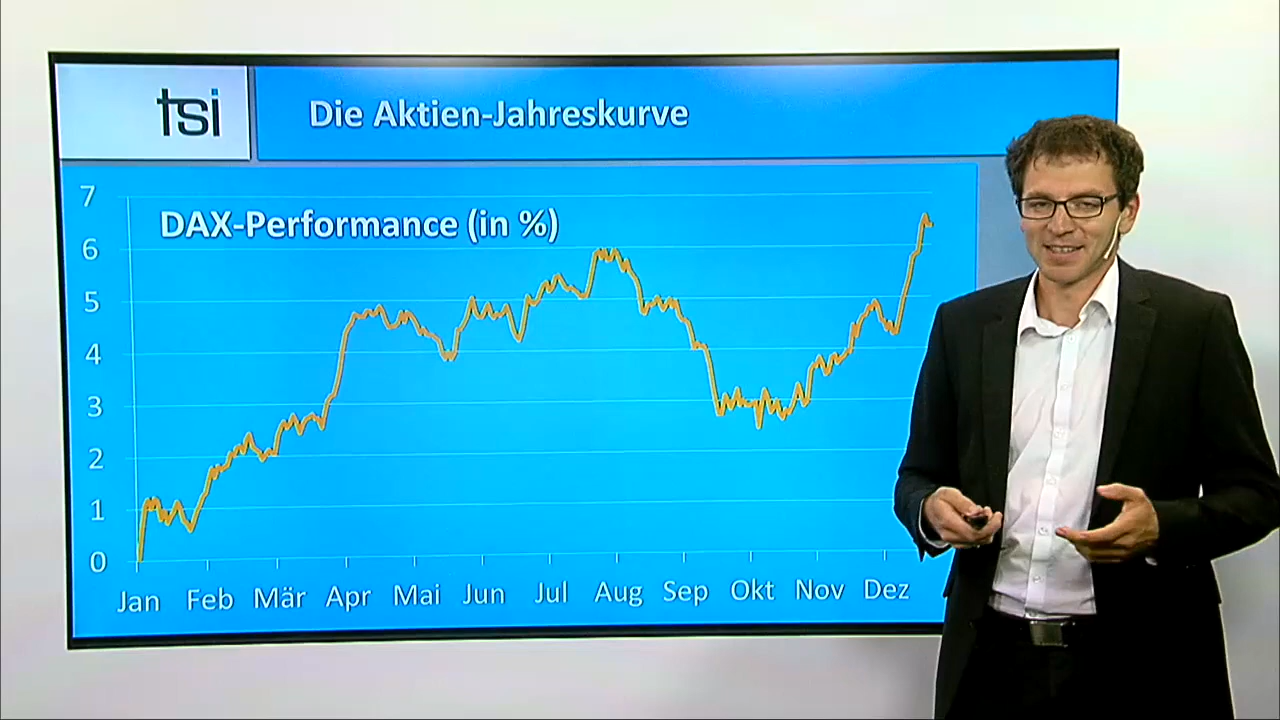 tsi
Die Aktien-Jahreskurve
DAX-Performance (in %)
7
6
5
4
3
2
1
0
Jan Feb Mär Apr Mai Jun Jul Aug Sep Okt Nov Dez